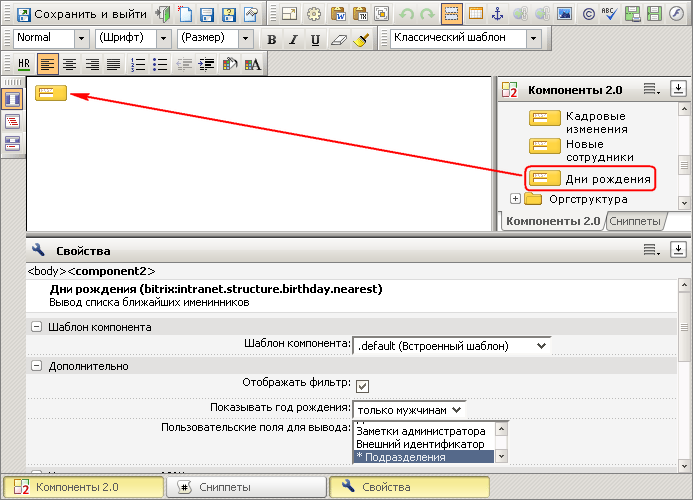 Сохранить и выйти
Normal (Шрифт) (Размер) B I U Классический шаблон
HR
Компоненты 2.0
Кадровые
изменения
Новые
сотрудники
Дни рождения
Оргструктура
Компоненты 2.0 Сниппеты
Свойства
<body><component2>
Дни рождения (bitrix:intranet.structure.birthday.nearest)
Вывод списка ближайших именинников
Шаблон компонента
Шаблон компонента: .default (Встроенный шаблон)
Дополнительно
Отображать фильтр:
Показывать год рождения: только мужчинам
Пользовательские поля для вывода:
Заметки администратора
Внешний идентификатор
* Подразделения
Компоненты 2.0 Сниппеты Свойства